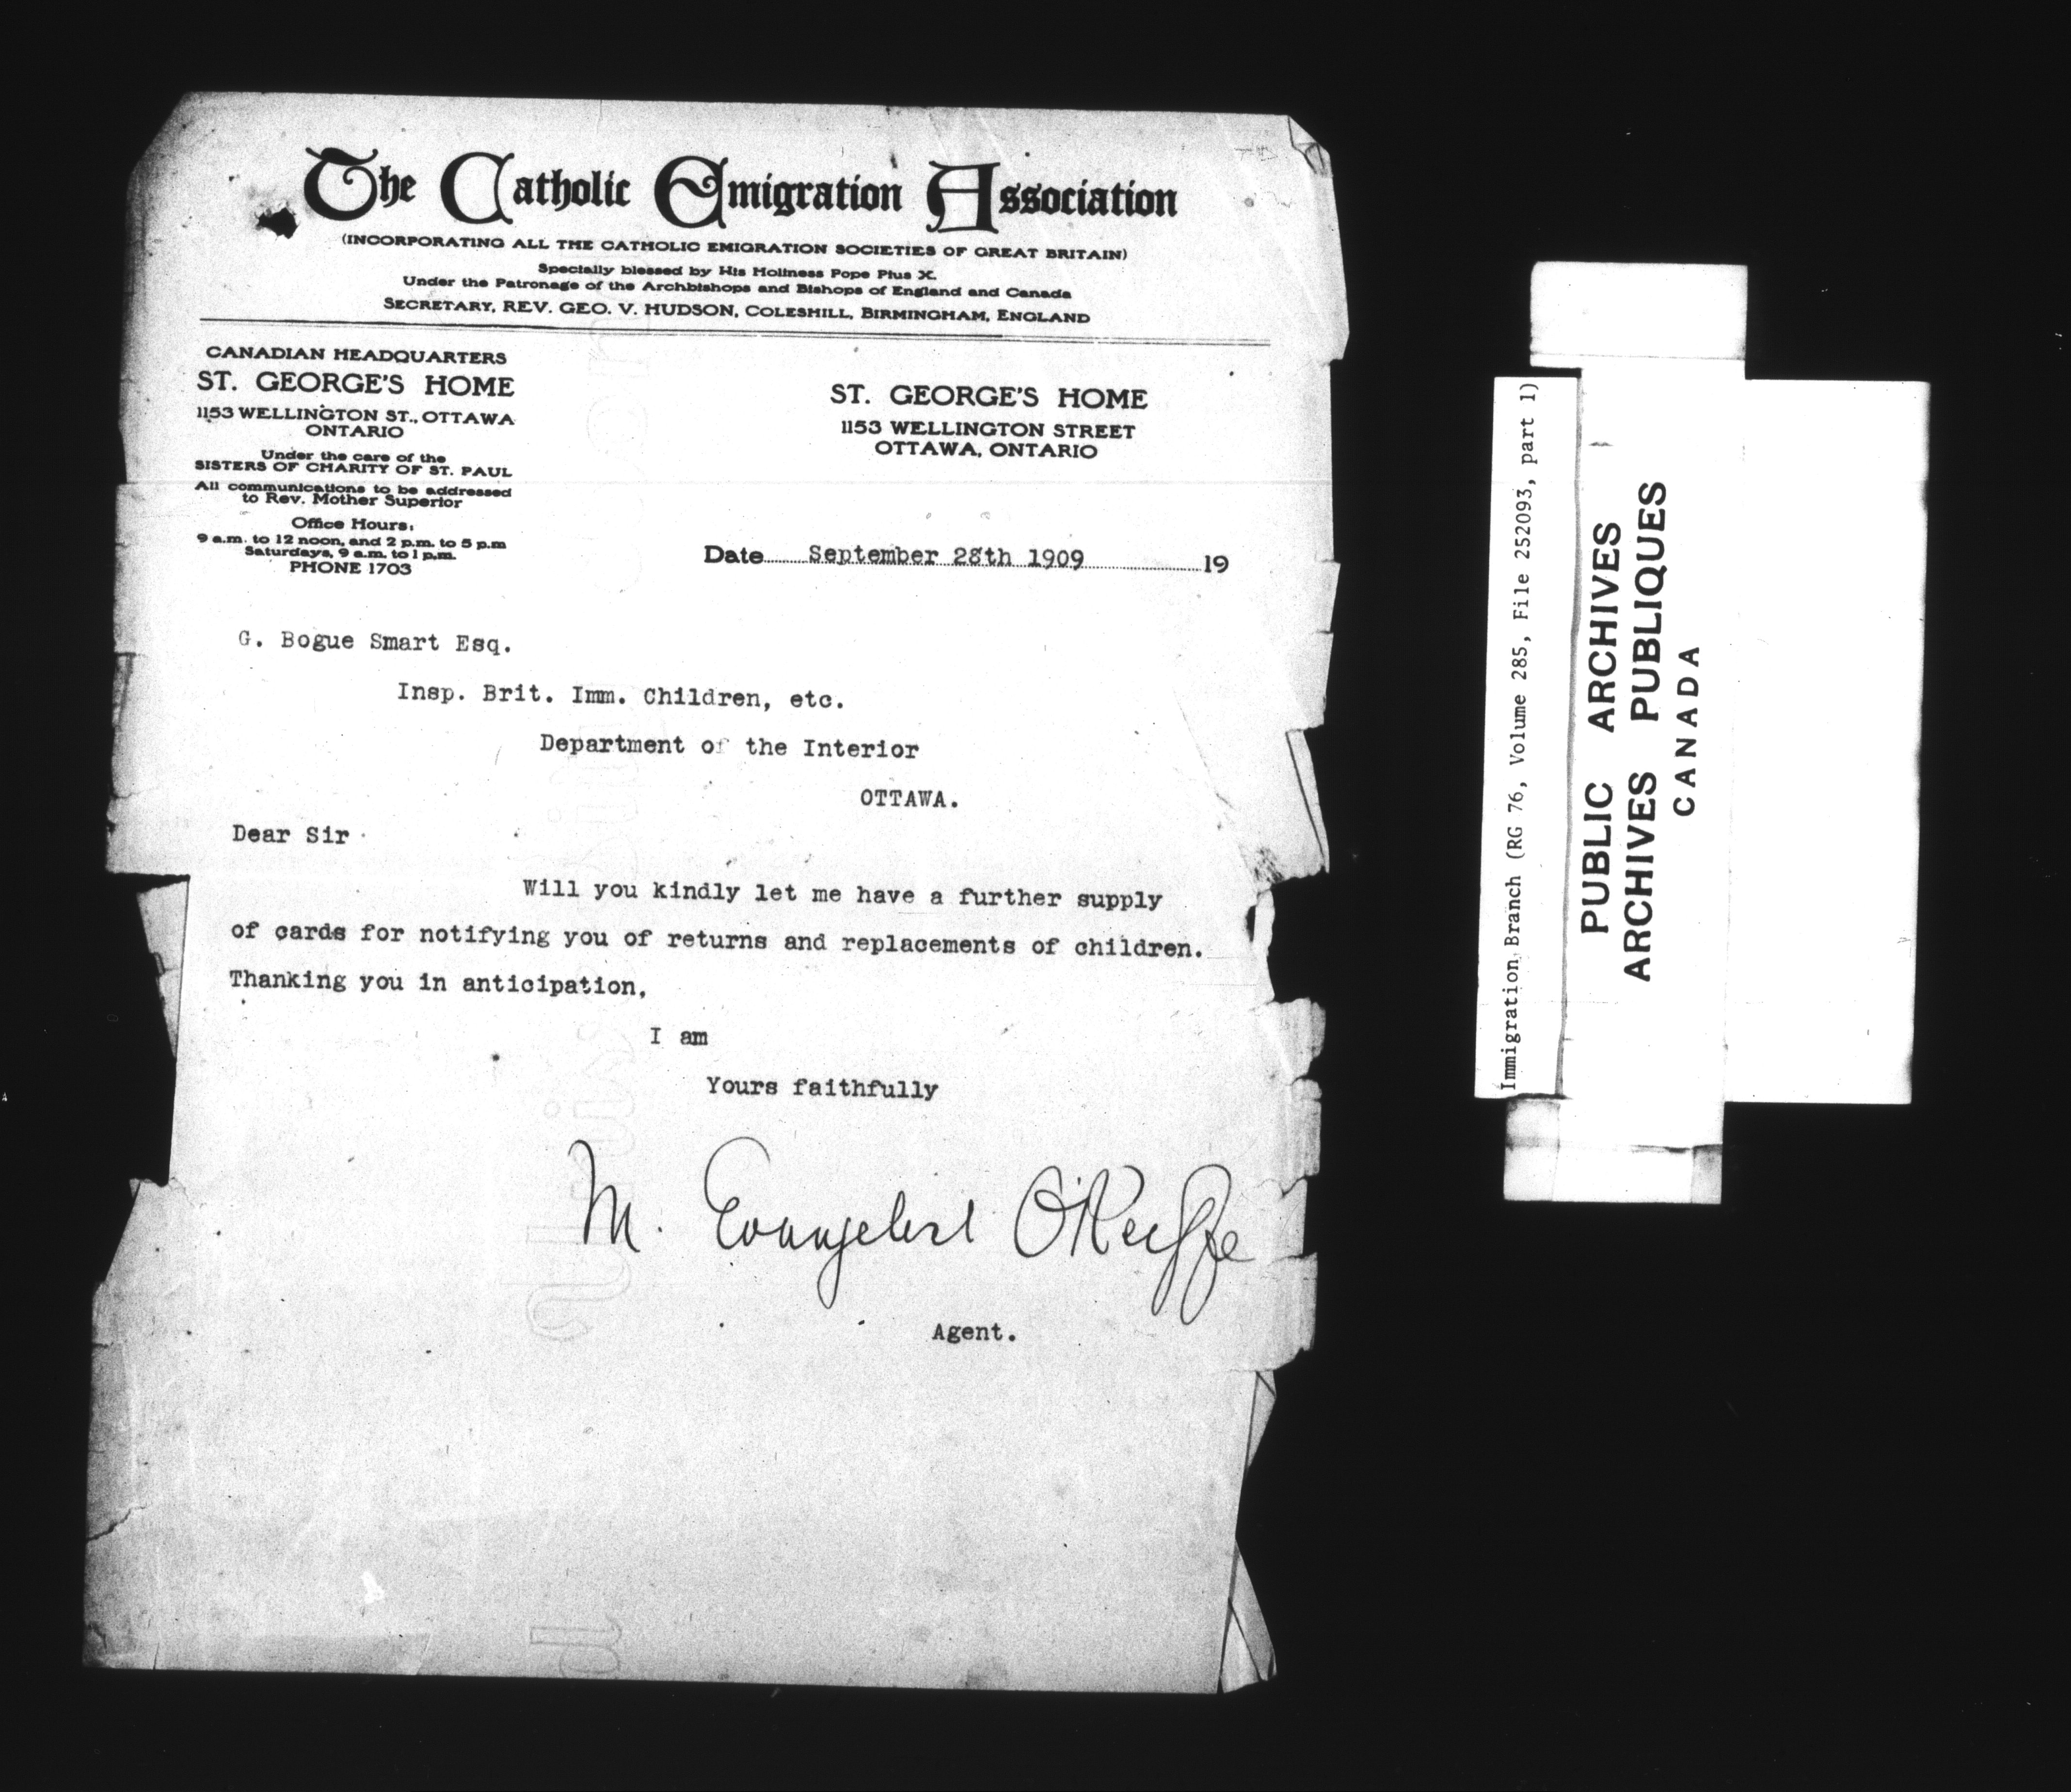 The Catholic Emigration Association
(INCORPORATING ALL THE CATHOLIC EMIGRATION SOCIETIES OF GREAT BRITAIN)
Specially blessed by His Holiness Pope Pius X.
Under the Patronage of the Archbishops and Bishops of England and Canada
SECRETARY, REV. GEO. V. HUDSON, COLESHILL, BIRMINGHAM, ENGLAND
CANADIAN HEADQUARTERS
ST. GEORGE'S HOME
1153 WELLINGTON ST., OTTAWA
ONTARIO
Under the care of the
SISTERS OF CHARITY OF ST. PAUL
All communications to be addressed
to Rev. Mother Superior
Office Hours:
9 a.m. to 12 noon, and 2 p.m. to 5 p.m
Saturdays, 9 a.m. to 1 p.m.
PHONE 1703
ST. GEORGE'S HOME
1153 WELLINGTON STREET
OTTAWA, ONTARIO
Date September 28th 1909 19
G. Bogue Smart Esq.
Insp. Brit. Imm. Children, etc.
Department of the Interior
OTTAWA.
Dear Sir
Will you kindly let me have a further supply
of cards for notifying you of returns and replacements of children.
Thanking you in anticipation,
I am
Yours faithfully
M. Evangelist O'Keeffe
Agent.
Immigration Branch (RG 76, Volume 285, File 252093, part 1)
PUBLIC ARCHIVES
ARCHIVES PUBLIQUES
CANADA